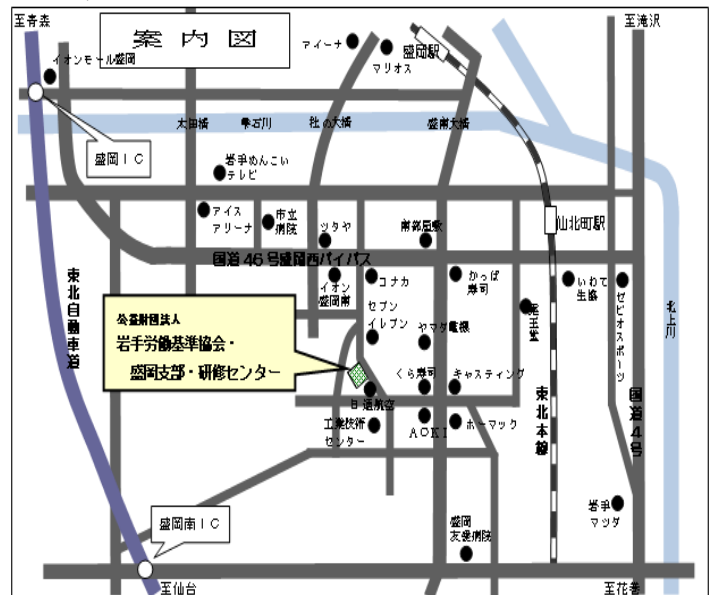 至青森
案内図
アイーナ
盛岡駅
至滝沢
イオンモール盛岡
マリオス
太田橋
雫石川
杜の大橋
盛南大橋
盛岡IC
岩手めんこい
テレビ
アイス
アリーナ
市立
病院
ツタヤ
南部屋敷
仙北町駅
国道46号盛岡西バイパス
イオン
盛岡南
コナカ
かっぱ
寿司
いわて
生協
ゼビオスポーツ
北上川
東北自動車道
セブン
イレブン
ヤマダ電機
公益財団法人
岩手労働基準協会・
盛岡支部・研修センター
くら寿司
キャスティング
東北本線
国道4号
日通航空
工業技術
センター
AOKI
ホーマック
岩手
マツダ
盛岡南IC
盛岡
友愛病院
至仙台
至花巻